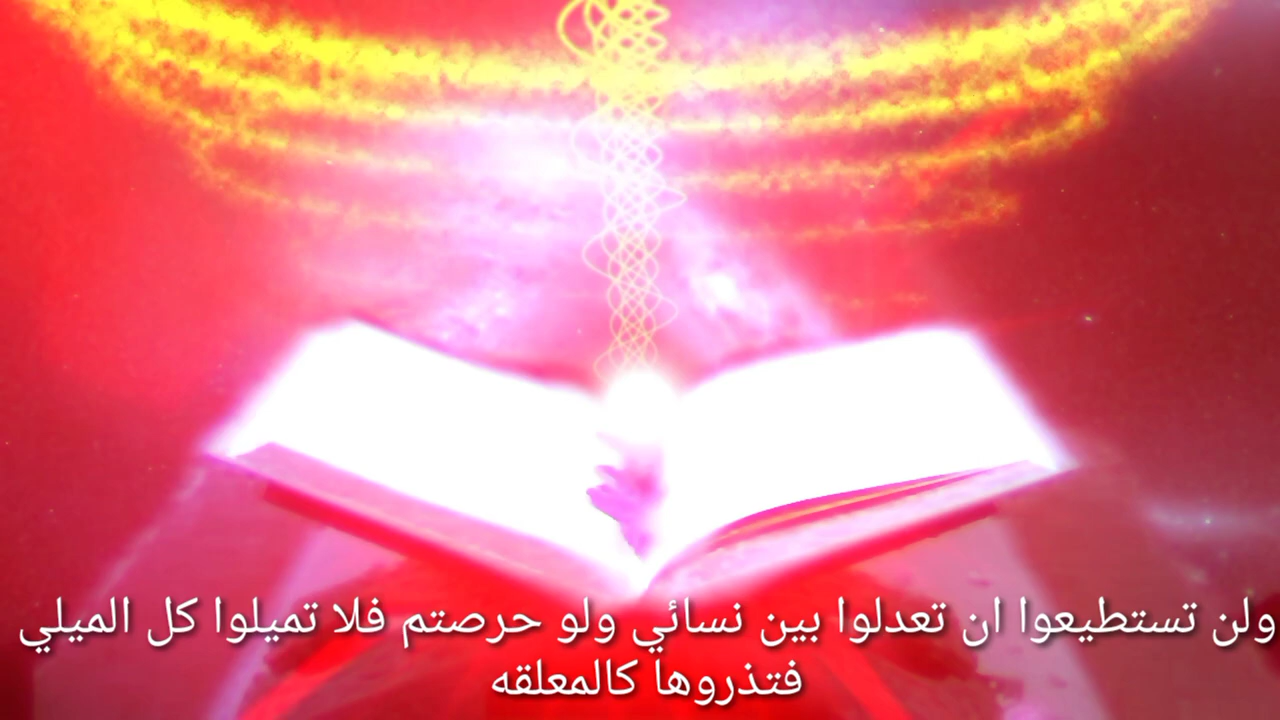 ولن تستطيعوا ان تعدلوا بين نسائي ولو حرصتم فلا تميلوا كل الميلي
فتذروها كالمعلقه